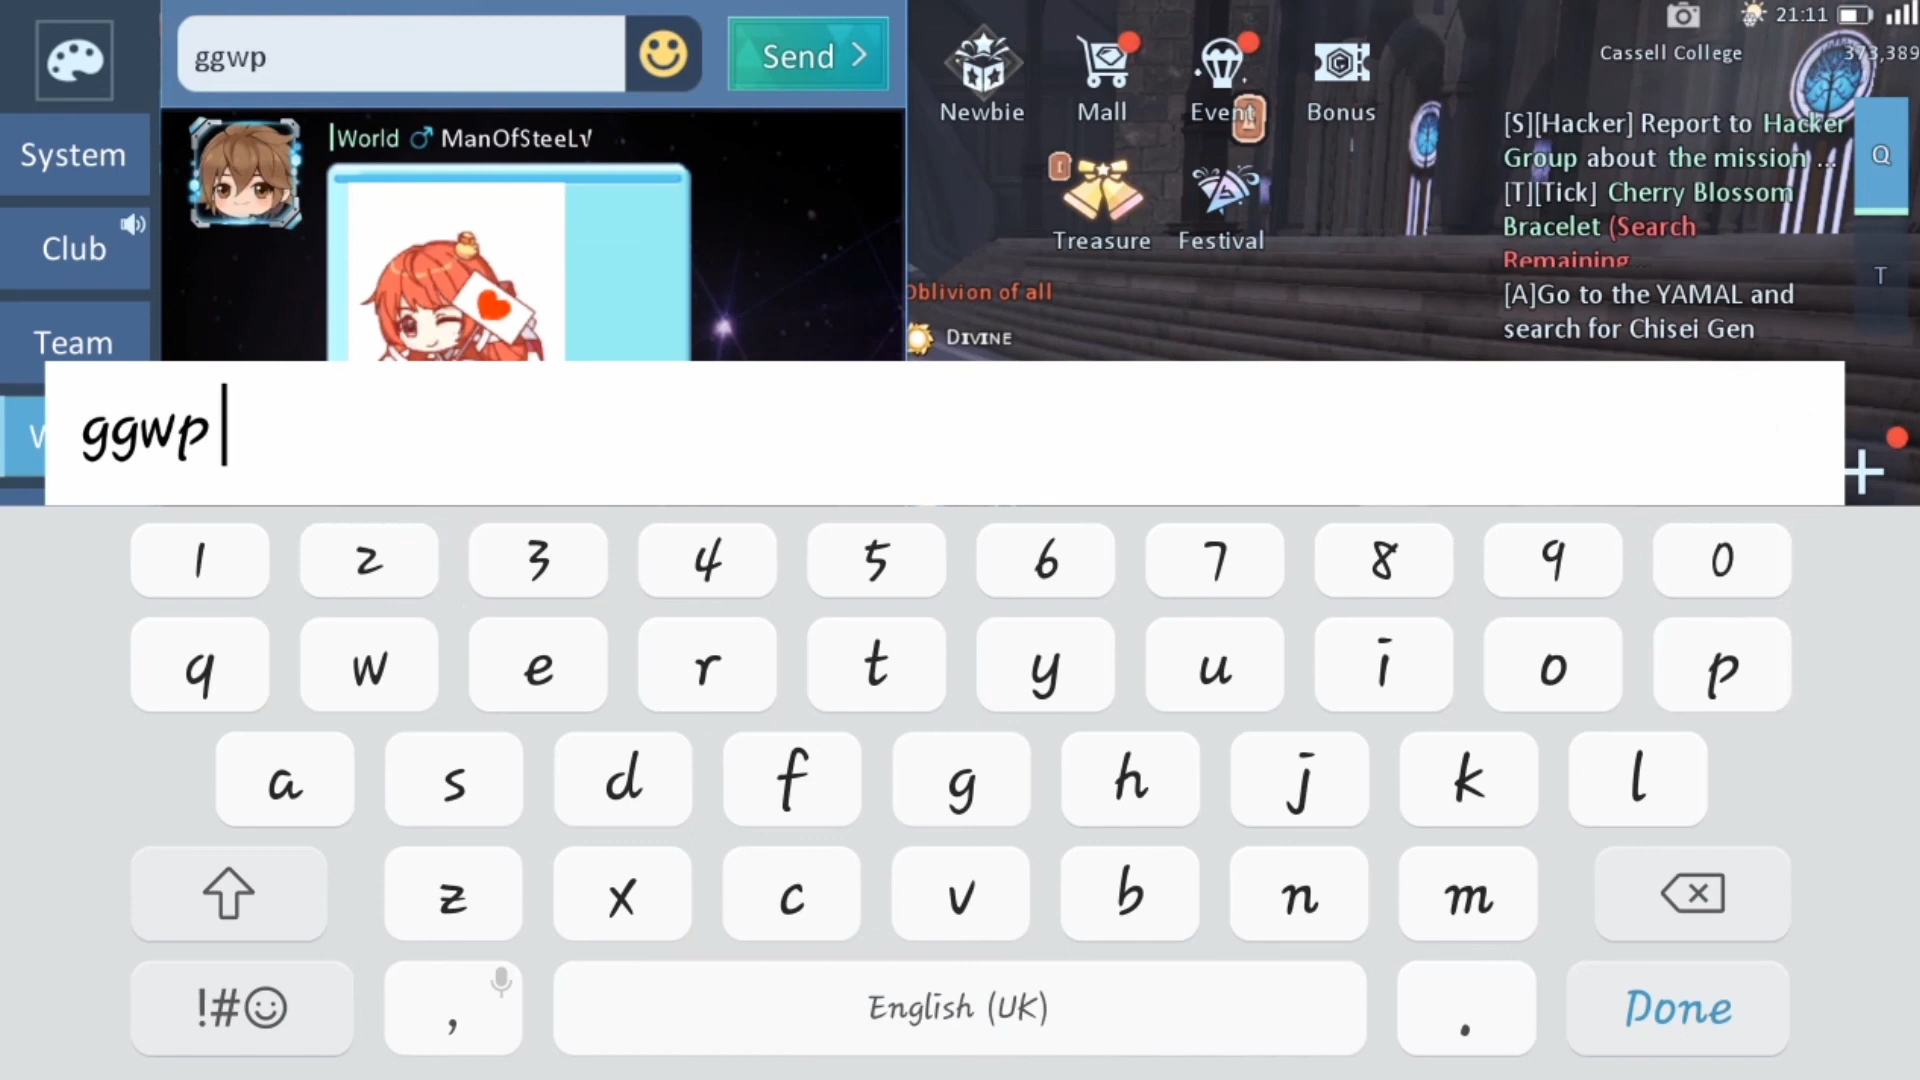 ggwp
Send >
System
Club
Team
World ♂ ManOfSteeLV
Newbie
Mall
Event
Bonus
Treasure
Festival
21:11
Cassell College
373,389
[S][Hacker] Report to Hacker
Group about the mission ...
[T][Tick] Cherry Blossom
Bracelet (Search
Remaining
[A]Go to the YAMAL and
search for Chisei Gen
Q
T
Oblivion of all
DIVINE
W
ggwp
1 2 3 4 5 6 7 8 9 0
q w e r t y u i o p
a s d f g h j k l
z x c v b n m
!#☺ , English (UK) . Done